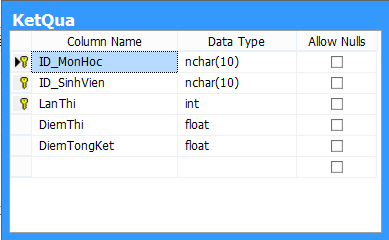 KetQua
Column Name Data Type Allow Nulls
ID_MonHoc nchar(10)
ID_SinhVien nchar(10)
LanThi int
DiemThi float
DiemTongKet float